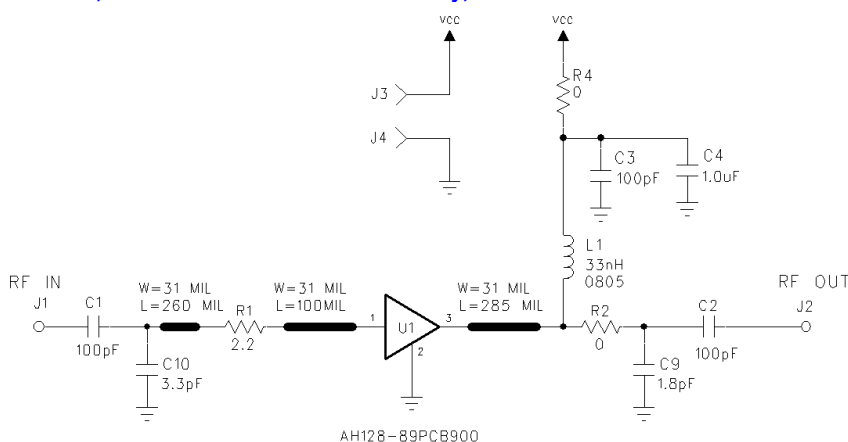 vcc
vcc
R4
0
J3
J4
C3
100pF
C4
1.0uF
L1
33nH
0805
RF IN
J1
C1
100pF
W=31 MIL
L=260 MIL
R1
2.2
W=31 MIL
L=100MIL
1
U1
2
3
W=31 MIL
L=285 MIL
R2
0
C2
100pF
RF OUT
J2
C10
3.3pF
C9
1.8pF
AH128-89PCB900